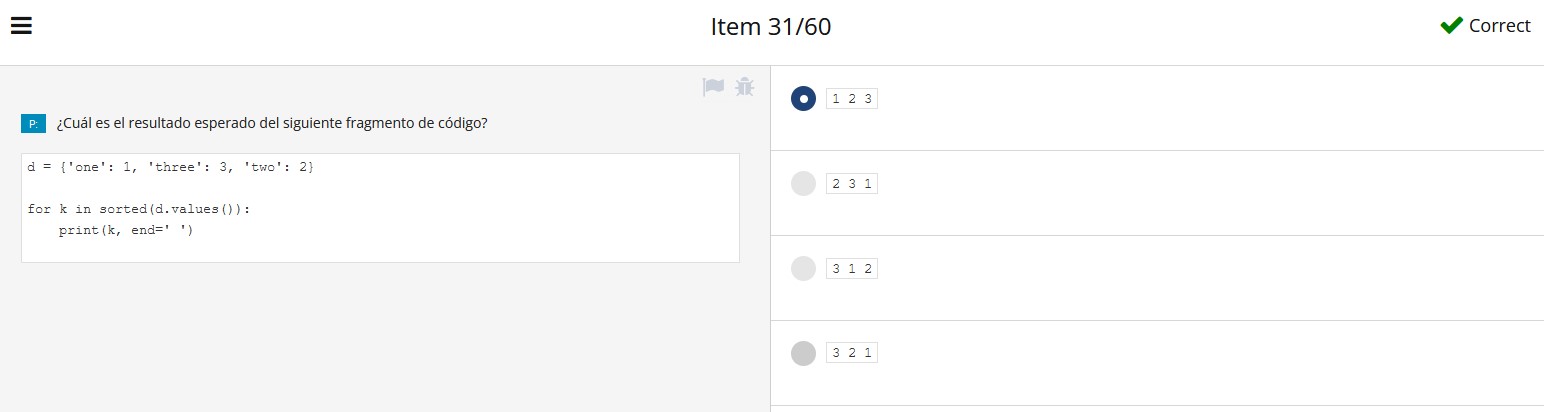 Item 31/60
Correct
P: ¿Cuál es el resultado esperado del siguiente fragmento de código?
d = {'one': 1, 'three': 3, 'two': 2}
for k in sorted(d.values()):
    print(k, end=' ')
1 2 3
2 3 1
3 1 2
3 2 1